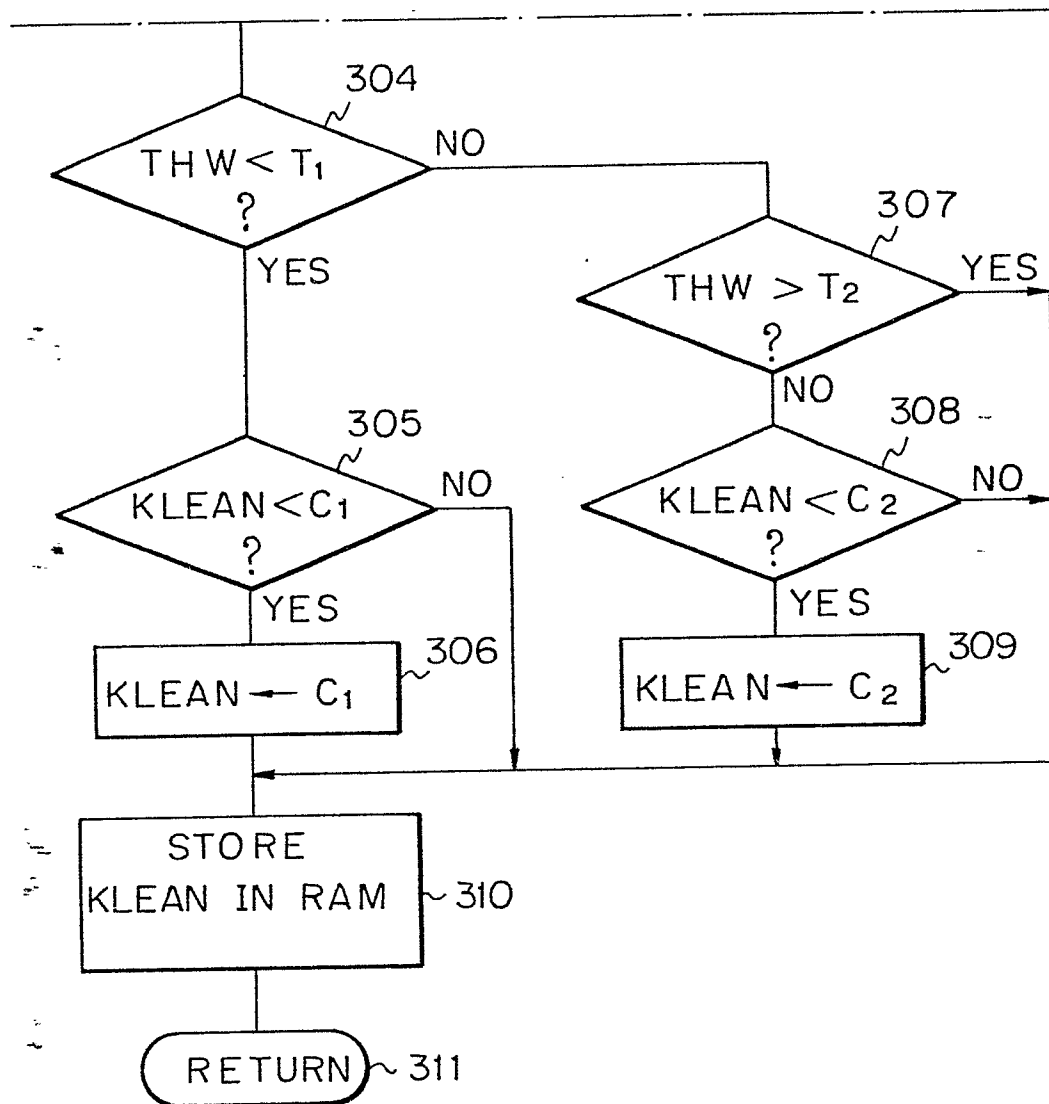 304
THW < T1
?
NO
YES
307
THW > T2
?
YES
NO
305
KLEAN < C1
?
NO
YES
308
KLEAN < C2
?
NO
YES
306
KLEAN ← C1
309
KLEAN ← C2
STORE
KLEAN IN RAM
310
RETURN
311